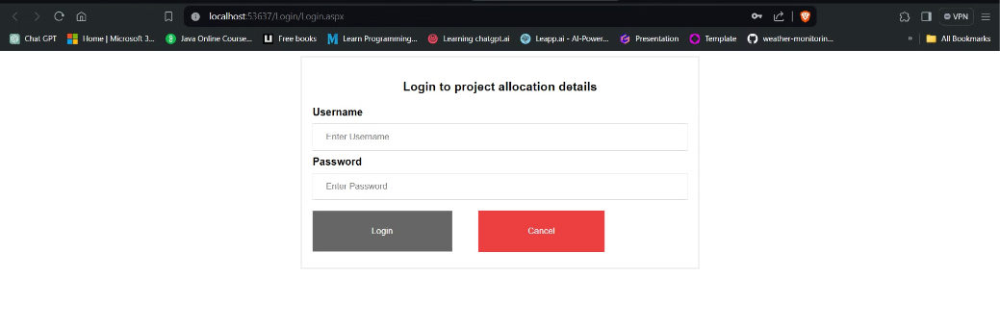 localhost:53637/Login/Login.aspx VPN
Chat GPT Home | Microsoft 3... Java Online Course... Free books Learn Programming... Learning chatgpt.ai Leapp.ai - AI-Power... Presentation Template weather-monitorin... » All Bookmarks
Login to project allocation details
Username
Enter Username
Password
Enter Password
Login Cancel